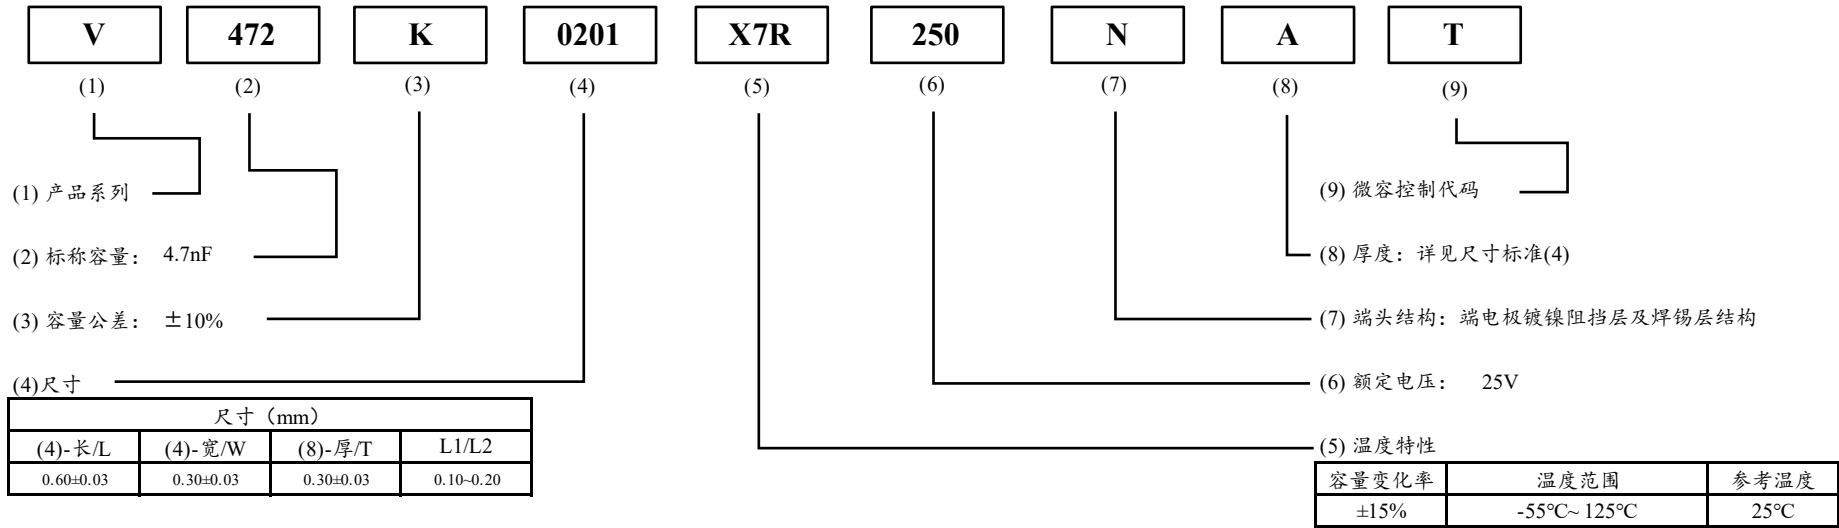 V 472 K 0201 X7R 250 N A T
(1) (2) (3) (4) (5) (6) (7) (8) (9)
(1) 产品系列
(9) 微容控制代码
(2) 标称容量： 4.7nF
(8) 厚度：详见尺寸标准(4)
(3) 容量公差： ±10%
(7) 端头结构：端电极镀镍阻挡层及焊锡层结构
(4)尺寸
(6) 额定电压： 25V
尺寸（mm）
(4)-长/L (4)-宽/W (8)-厚/T L1/L2
0.60±0.03 0.30±0.03 0.30±0.03 0.10~0.20
(5) 温度特性
容量变化率 温度范围 参考温度
±15% -55℃~ 125℃ 25℃